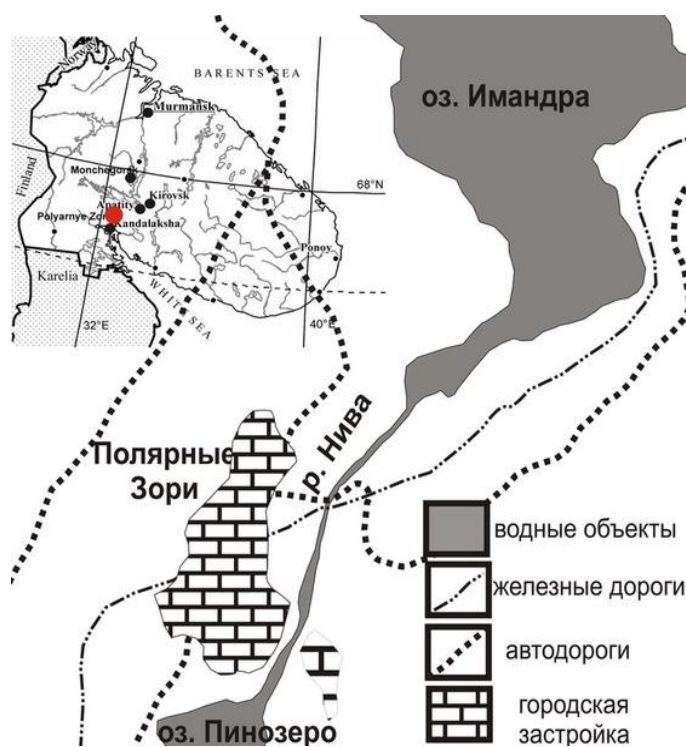 Norway
BARENTS SEA
оз. Имандра
Murmansk
Finland
Monchegorsk
68°N
Apatity
Kirovsk
Polyarnye Zori
Kandalaksha
Ponoy
Karelia
WHITE SEA
32°E
40°E
Полярные
Зори
р. Нива
водные объекты
железные дороги
автодороги
городская
застройка
оз. Пинозеро